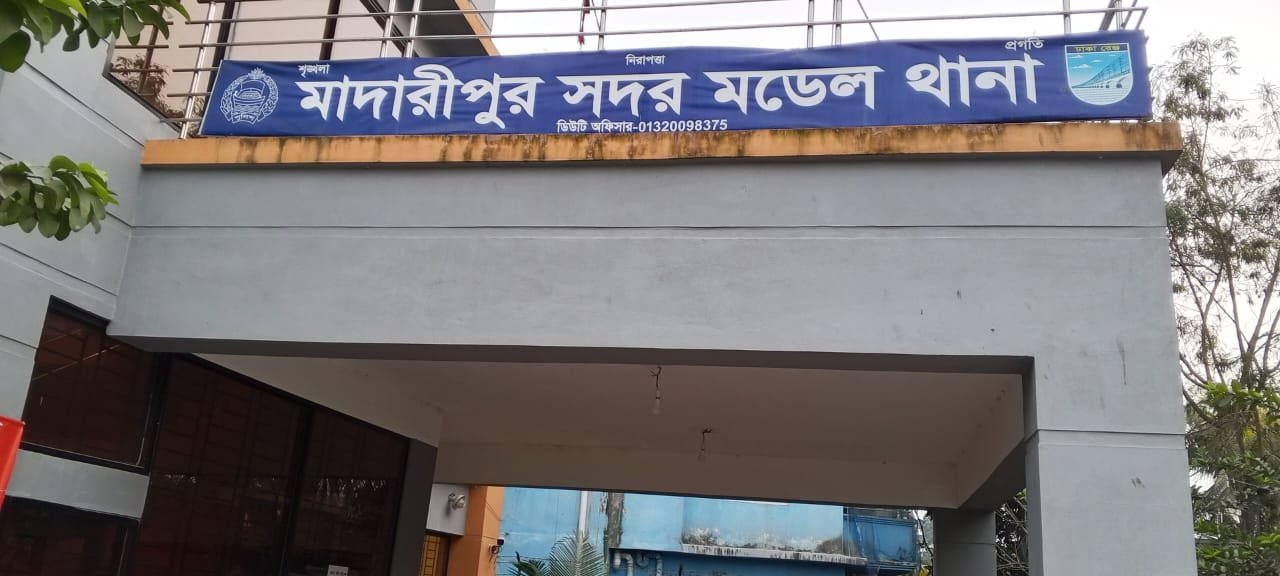 শৃঙ্খলা নিরাপত্তা প্রগতি
মাদারীপুর সদর মডেল থানা
ডিউটি অফিসার-01320098375
পুলিশ
ঢাকা রেঞ্জ